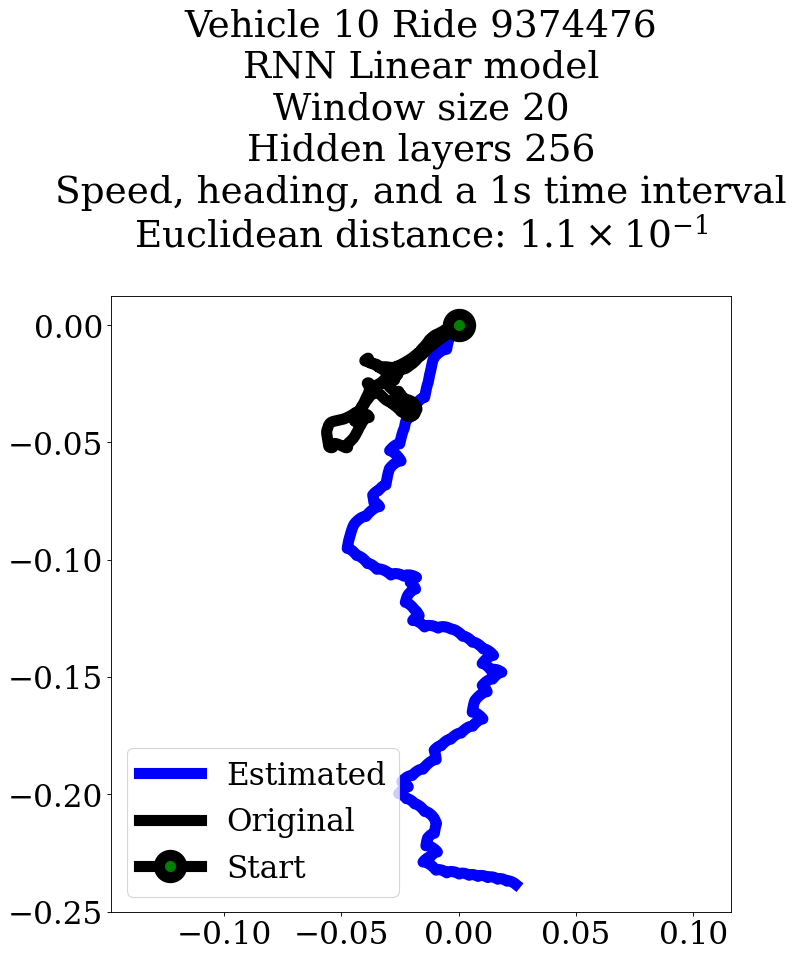 Vehicle 10 Ride 9374476
RNN Linear model
Window size 20
Hidden layers 256
Speed, heading, and a 1s time interval
Euclidean distance: 1.1 × 10⁻¹
0.00
−0.05
−0.10
−0.15
−0.20
−0.25
Estimated
Original
Start
−0.10 −0.05 0.00 0.05 0.10